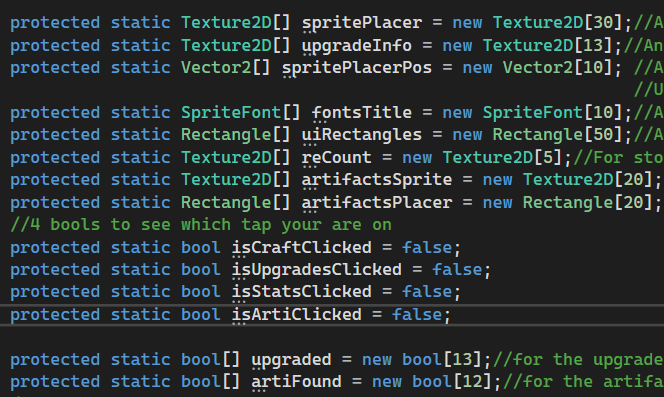 protected static Texture2D[] spritePlacer = new Texture2D[30];//A
protected static Texture2D[] upgradeInfo = new Texture2D[13];//An
protected static Vector2[] spritePlacerPos = new Vector2[10]; //A
//U
protected static SpriteFont[] fontsTitle = new SpriteFont[10];//A
protected static Rectangle[] uiRectangles = new Rectangle[50];//A
protected static Texture2D[] reCount = new Texture2D[5];//For sto
protected static Texture2D[] artifactsSprite = new Texture2D[20];
protected static Rectangle[] artifactsPlacer = new Rectangle[20];
//4 bools to see which tap your are on
protected static bool isCraftClicked = false;
protected static bool isUpgradesClicked = false;
protected static bool isStatsClicked = false;
protected static bool isArtiClicked = false;
protected static bool[] upgraded = new bool[13];//for the upgrade
protected static bool[] artiFound = new bool[12];//for the artifa